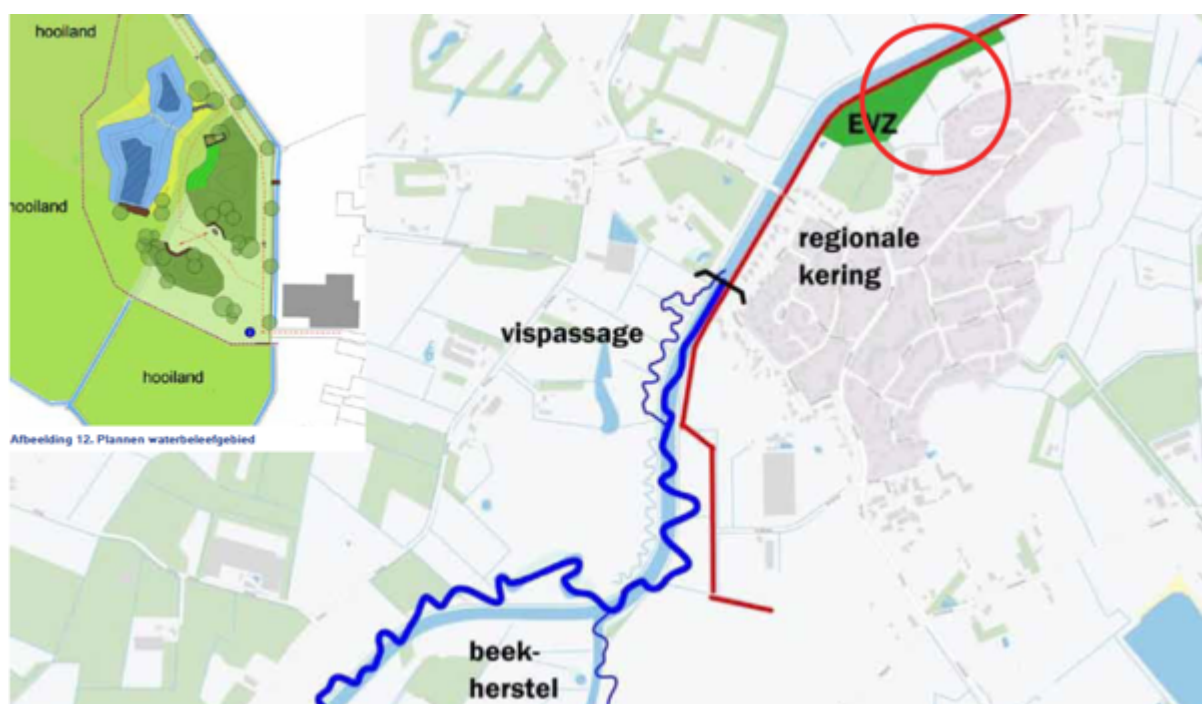 hooiland
hooiland
hooiland
Afbeelding 12. Plannen waterbeleefgebied
EVZ
regionale
kering
vispassage
beek-
herstel